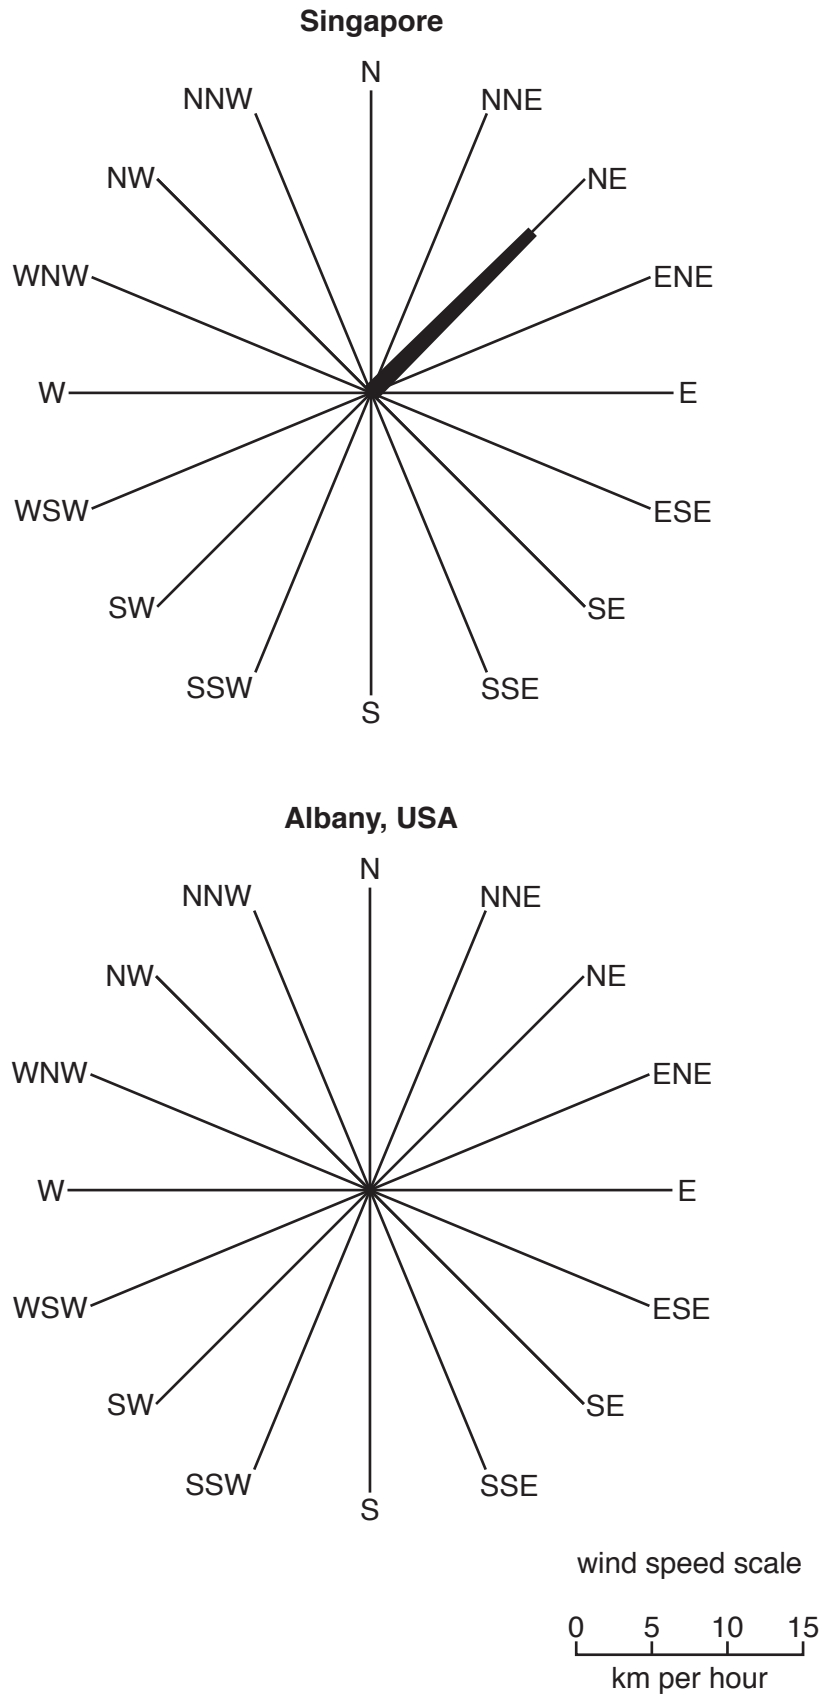 Singapore
N
NNW NNE
NW NE
WNW ENE
W E
WSW ESE
SW SE
SSW SSE
S
Albany, USA
N
NNW NNE
NW NE
WNW ENE
W E
WSW ESE
SW SE
SSW SSE
S
wind speed scale
0 5 10 15
km per hour